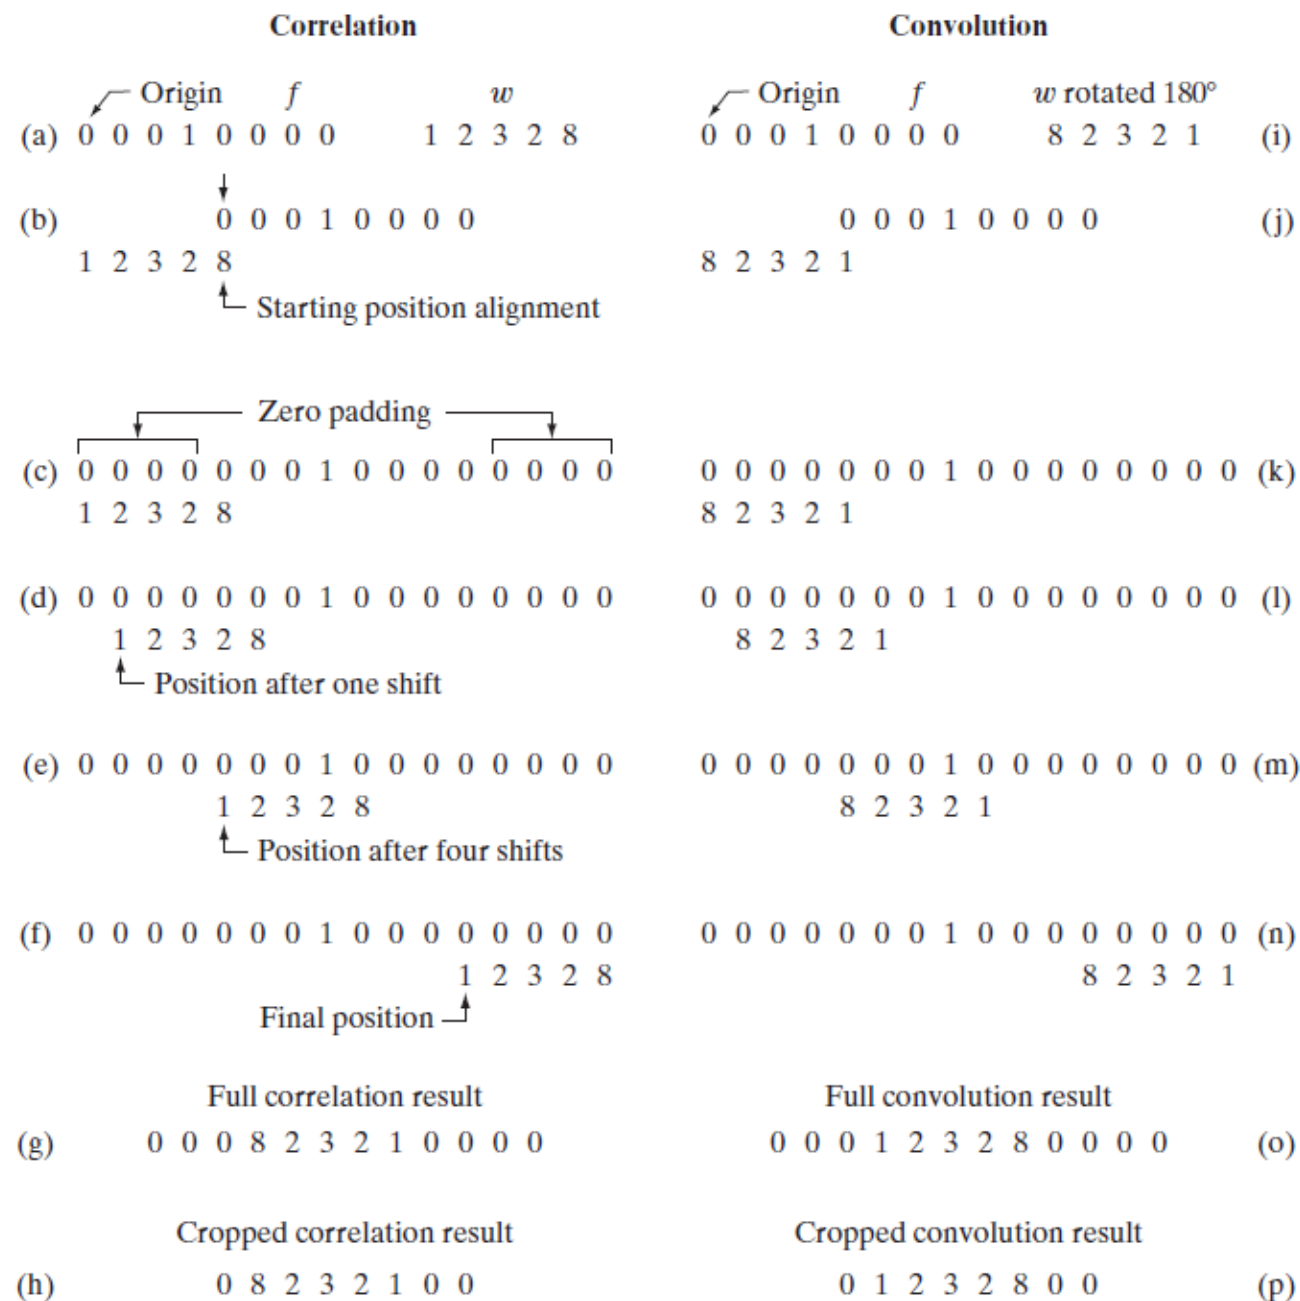 Correlation
Origin f w
(a) 0 0 0 1 0 0 0 0 1 2 3 2 8
(b) 0 0 0 1 0 0 0 0
1 2 3 2 8
Starting position alignment
Zero padding
(c) 0 0 0 0 0 0 0 1 0 0 0 0 0 0 0 0
1 2 3 2 8
(d) 0 0 0 0 0 0 0 1 0 0 0 0 0 0 0 0
1 2 3 2 8
Position after one shift
(e) 0 0 0 0 0 0 0 1 0 0 0 0 0 0 0 0
1 2 3 2 8
Position after four shifts
(f) 0 0 0 0 0 0 0 1 0 0 0 0 0 0 0 0
1 2 3 2 8
Final position
Full correlation result
(g) 0 0 0 8 2 3 2 1 0 0 0 0
Cropped correlation result
(h) 0 8 2 3 2 1 0 0
Convolution
Origin f w rotated 180°
0 0 0 1 0 0 0 0 8 2 3 2 1 (i)
0 0 0 1 0 0 0 0 (j)
8 2 3 2 1
0 0 0 0 0 0 0 1 0 0 0 0 0 0 0 0 (k)
8 2 3 2 1
0 0 0 0 0 0 0 1 0 0 0 0 0 0 0 0 (l)
8 2 3 2 1
0 0 0 0 0 0 0 1 0 0 0 0 0 0 0 0 (m)
8 2 3 2 1
0 0 0 0 0 0 0 1 0 0 0 0 0 0 0 0 (n)
8 2 3 2 1
Full convolution result
0 0 0 1 2 3 2 8 0 0 0 0 (o)
Cropped convolution result
0 1 2 3 2 8 0 0 (p)